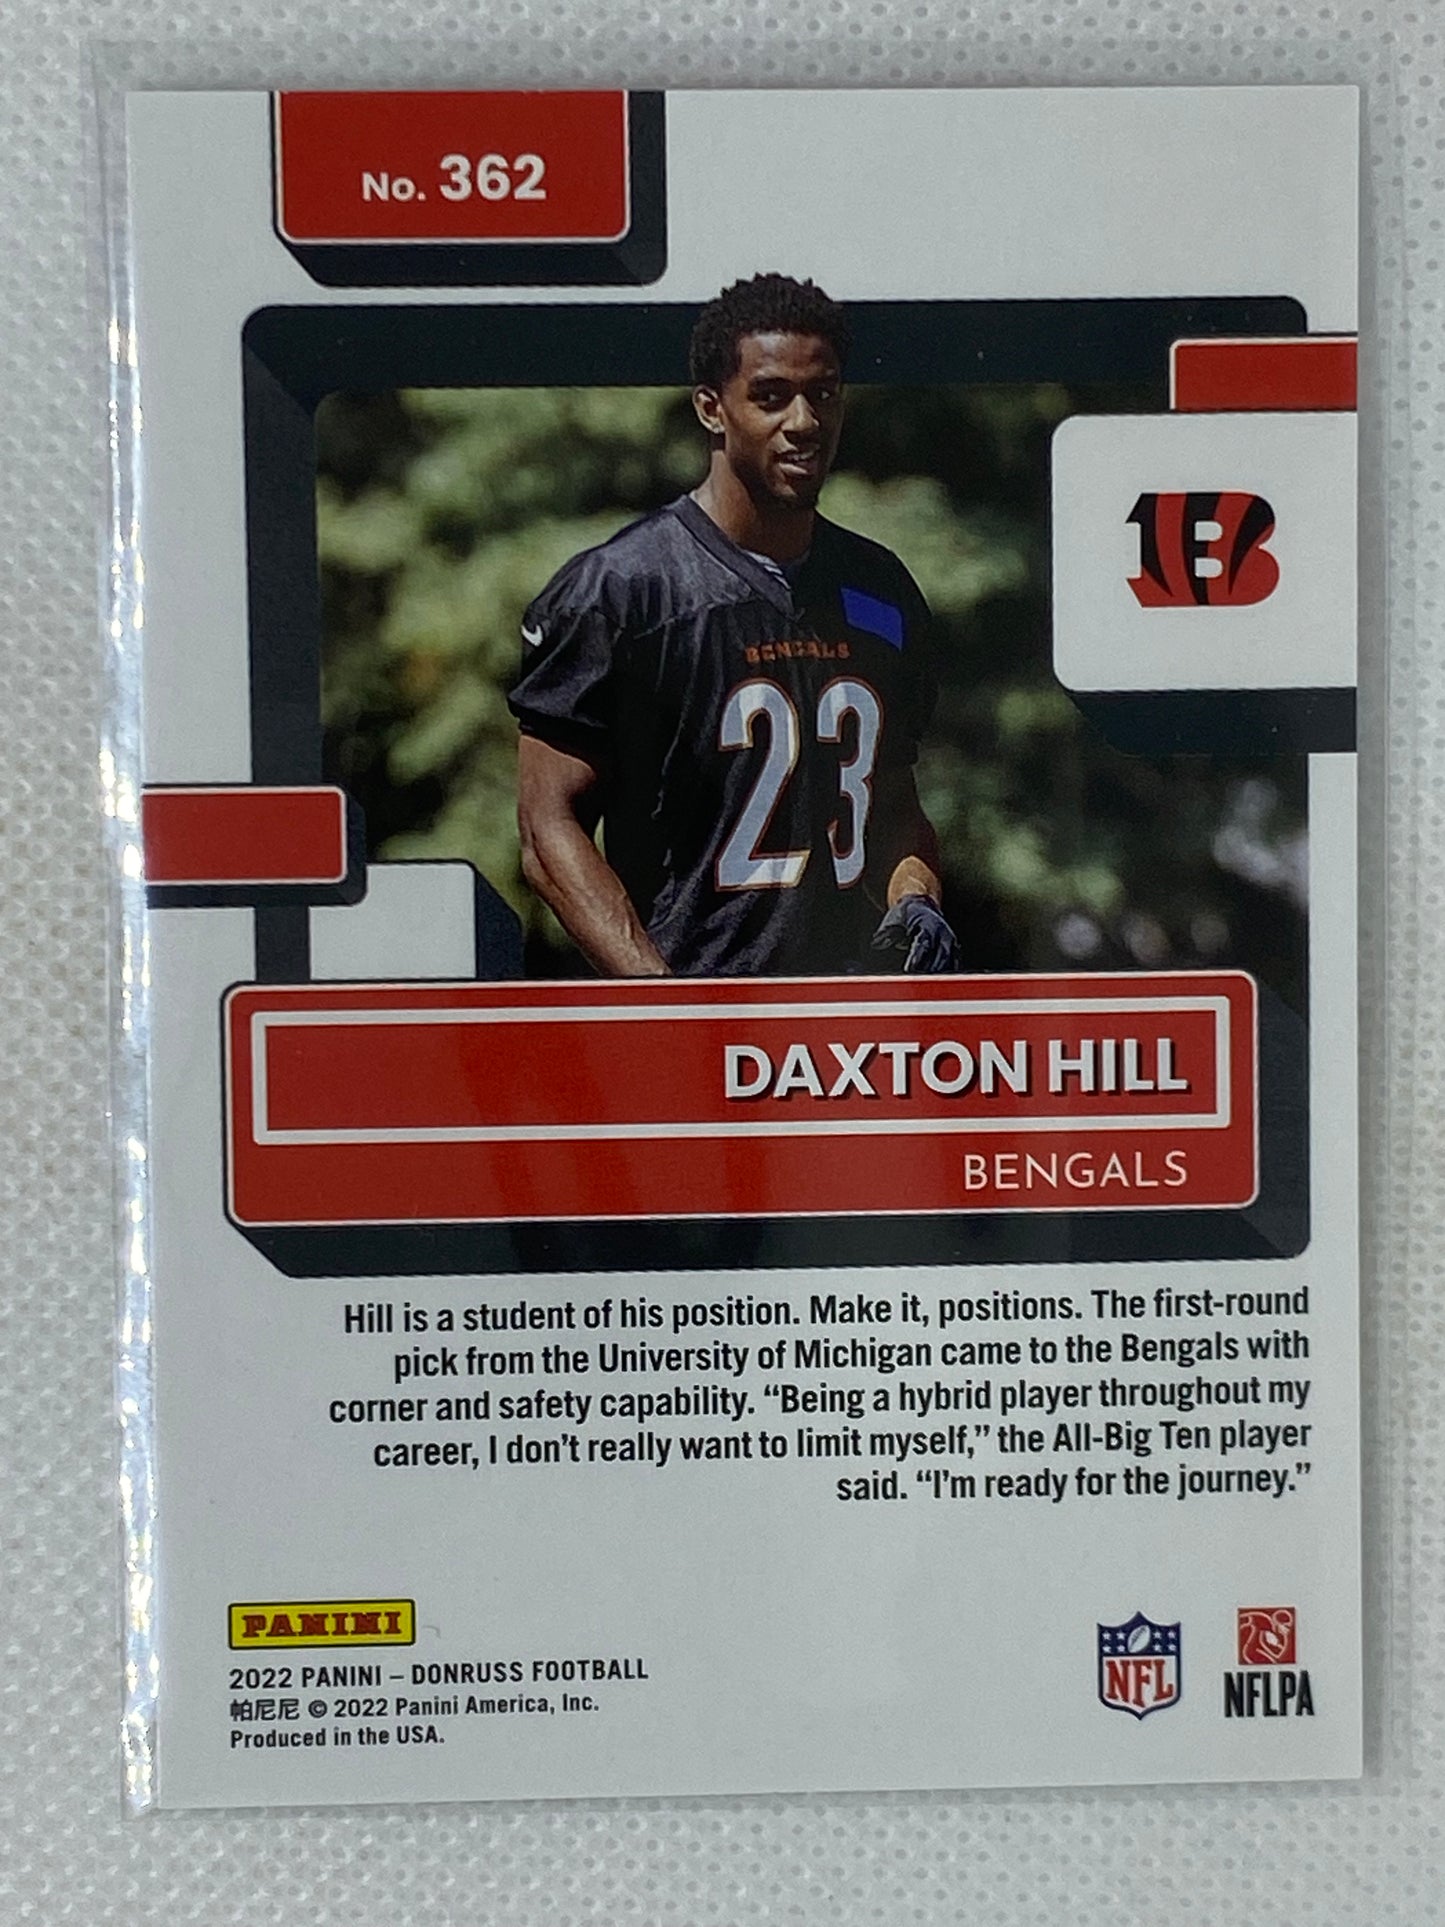 No. 362
B
BENGALS
23
DAXTON HILL
BENGALS
Hill is a student of his position. Make it, positions. The first-round
pick from the University of Michigan came to the Bengals with
corner and safety capability. “Being a hybrid player throughout my
career, I don’t really want to limit myself,” the All-Big Ten player
said. “I’m ready for the journey.”
PANINI
2022 PANINI – DONRUSS FOOTBALL
帕尼尼 © 2022 Panini America, Inc.
Produced in the USA.
NFL
NFLPA